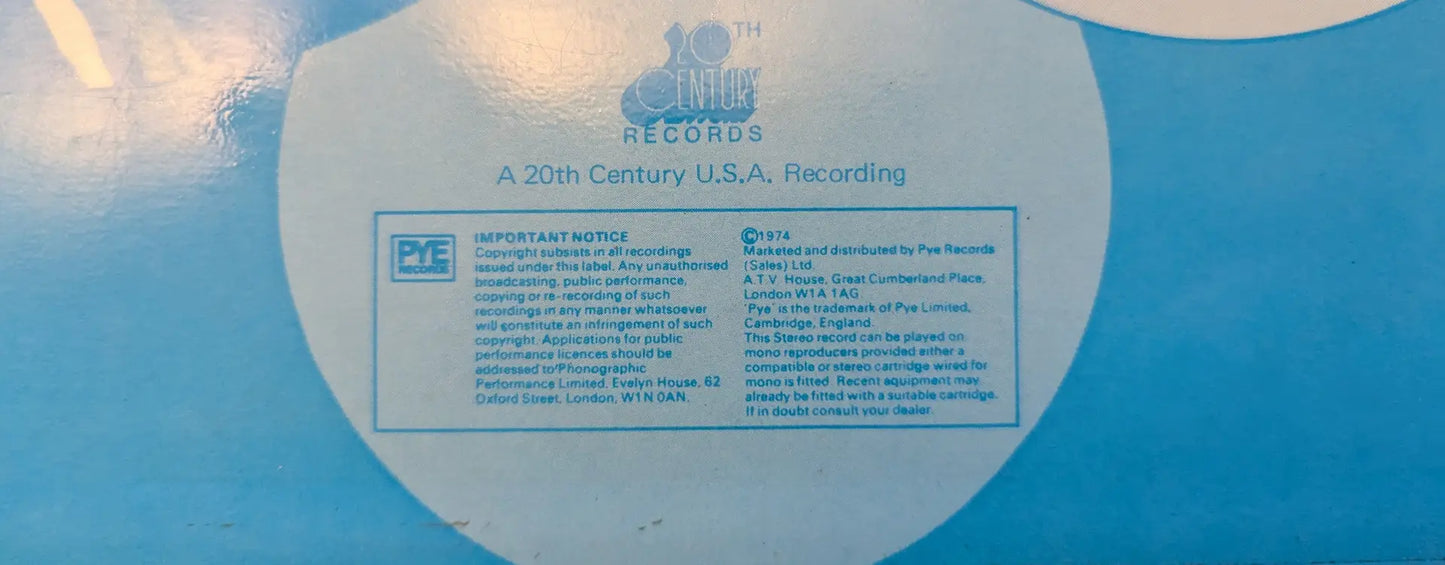 20TH
CENTURY
RECORDS
A 20th Century U.S.A. Recording
PYE
RECORDS
IMPORTANT NOTICE
Copyright subsists in all recordings
issued under this label. Any unauthorised
broadcasting, public performance,
copying or re-recording of such
recordings in any manner whatsoever
will constitute an infringement of such
copyright. Applications for public
performance licences should be
addressed to'Phonographic
Performance Limited, Evelyn House, 62
Oxford Street, London, W1N 0AN.
©1974
Marketed and distributed by Pye Records
(Sales) Ltd.
A.T.V. House, Great Cumberland Place,
London W1A 1AG
'Pye' is the trademark of Pye Limited,
Cambridge, England.
This Stereo record can be played on
mono reproducers provided either a
compatible or stereo cartridge wired for
mono is fitted. Recent equipment may
already be fitted with a suitable cartridge.
If in doubt consult your dealer.